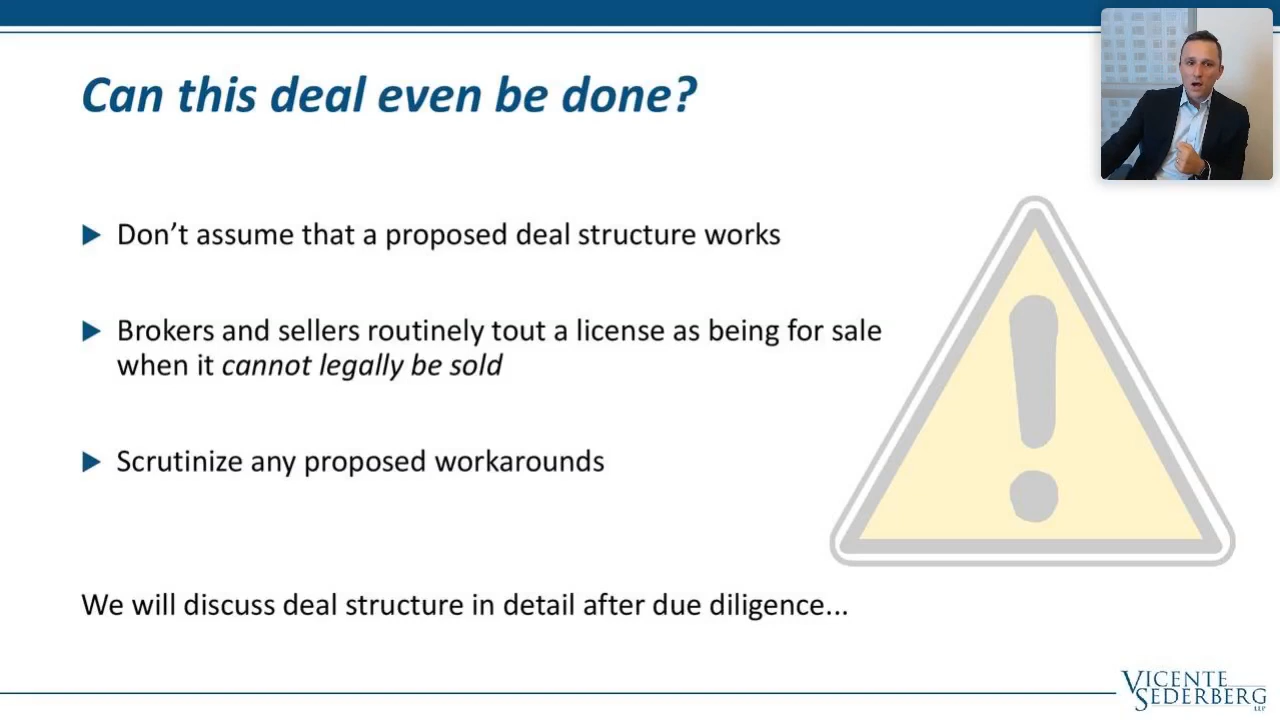 Can this deal even be done?
Don't assume that a proposed deal structure works
Brokers and sellers routinely tout a license as being for sale
when it cannot legally be sold
Scrutinize any proposed workarounds
We will discuss deal structure in detail after due diligence...
VICENTE
SEDERBERG
LLP